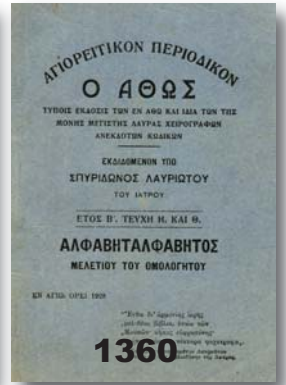 ΑΓΙΟΡΕΙΤΙΚΟΝ ΠΕΡΙΟΔΙΚΟΝ
Ο ΑΘΩΣ
ΤΥΠΟΙΣ ΕΚΔΟΣΙΣ ΤΩΝ ΕΝ ΑΘΩ ΚΑΙ ΙΔΙΑ ΤΩΝ ΤΗΣ
ΜΟΝΗΣ ΜΕΓΙΣΤΗΣ ΛΑΥΡΑΣ ΧΕΙΡΟΓΡΑΦΩΝ
ΑΝΕΚΔΟΤΩΝ ΚΩΔΙΚΩΝ
ΕΚΔΙΔΟΜΕΝΟΝ ΥΠΟ
ΣΠΥΡΙΔΩΝΟΣ ΛΑΥΡΙΩΤΟΥ
ΤΟΥ ΙΑΤΡΟΥ
ΕΤΟΣ Β'. ΤΕΥΧΗ Η. ΚΑΙ Θ.
ΑΛΦΑΒΗΤΑΛΦΑΒΗΤΟΣ
ΜΕΛΕΤΙΟΥ ΤΟΥ ΟΜΟΛΟΓΗΤΟΥ
ΕΝ ΑΓΙΩ ΟΡΕΙ 1928
1360